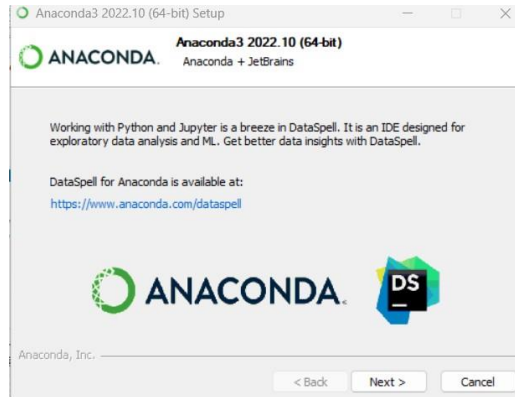 Anaconda3 2022.10 (64-bit) Setup
ANACONDA.
Anaconda3 2022.10 (64-bit)
Anaconda + JetBrains
Working with Python and Jupyter is a breeze in DataSpell. It is an IDE designed for
exploratory data analysis and ML. Get better data insights with DataSpell.
DataSpell for Anaconda is available at:
https://www.anaconda.com/dataspell
ANACONDA.
DS
Anaconda, Inc.
< Back Next > Cancel